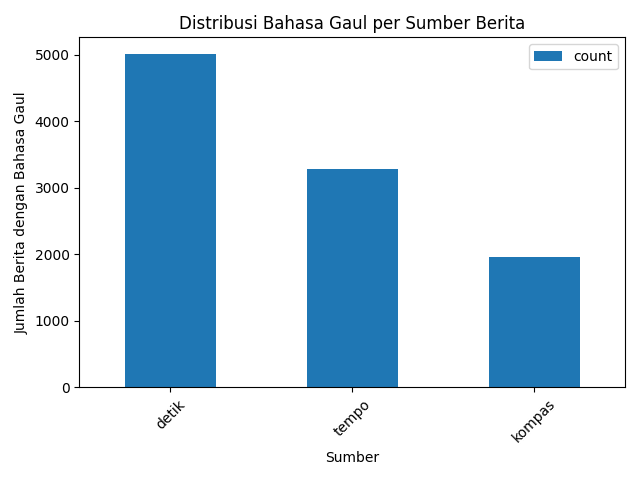 Distribusi Bahasa Gaul per Sumber Berita
count
Jumlah Berita dengan Bahasa Gaul
5000
4000
3000
2000
1000
0
detik
tempo
kompas
Sumber